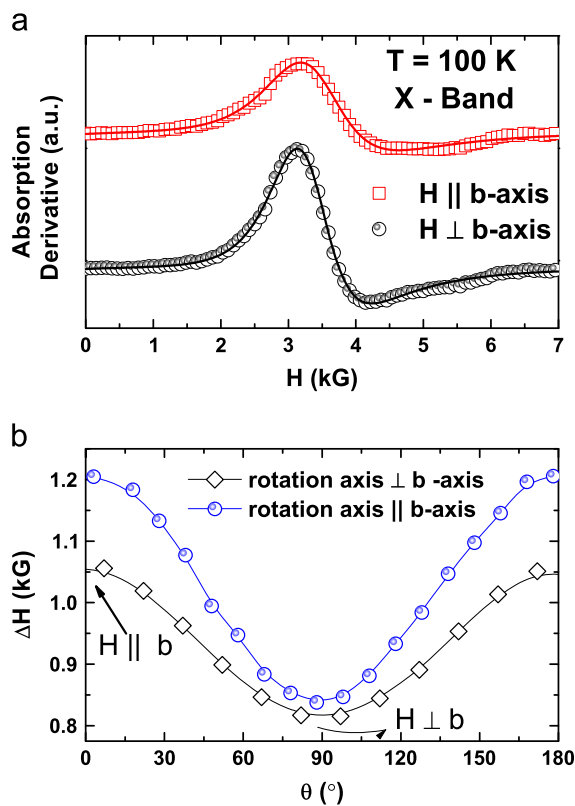 a
T = 100 K
X - Band
Absorption
Derivative (a.u.)
H || b-axis
H ⊥ b-axis
0 1 2 3 4 5 6 7
H (kG)
b
1.2
1.1
1.0
0.9
0.8
ΔH (kG)
rotation axis ⊥ b -axis
rotation axis || b-axis
H || b
H ⊥ b
0 30 60 90 120 150 180
θ (°)